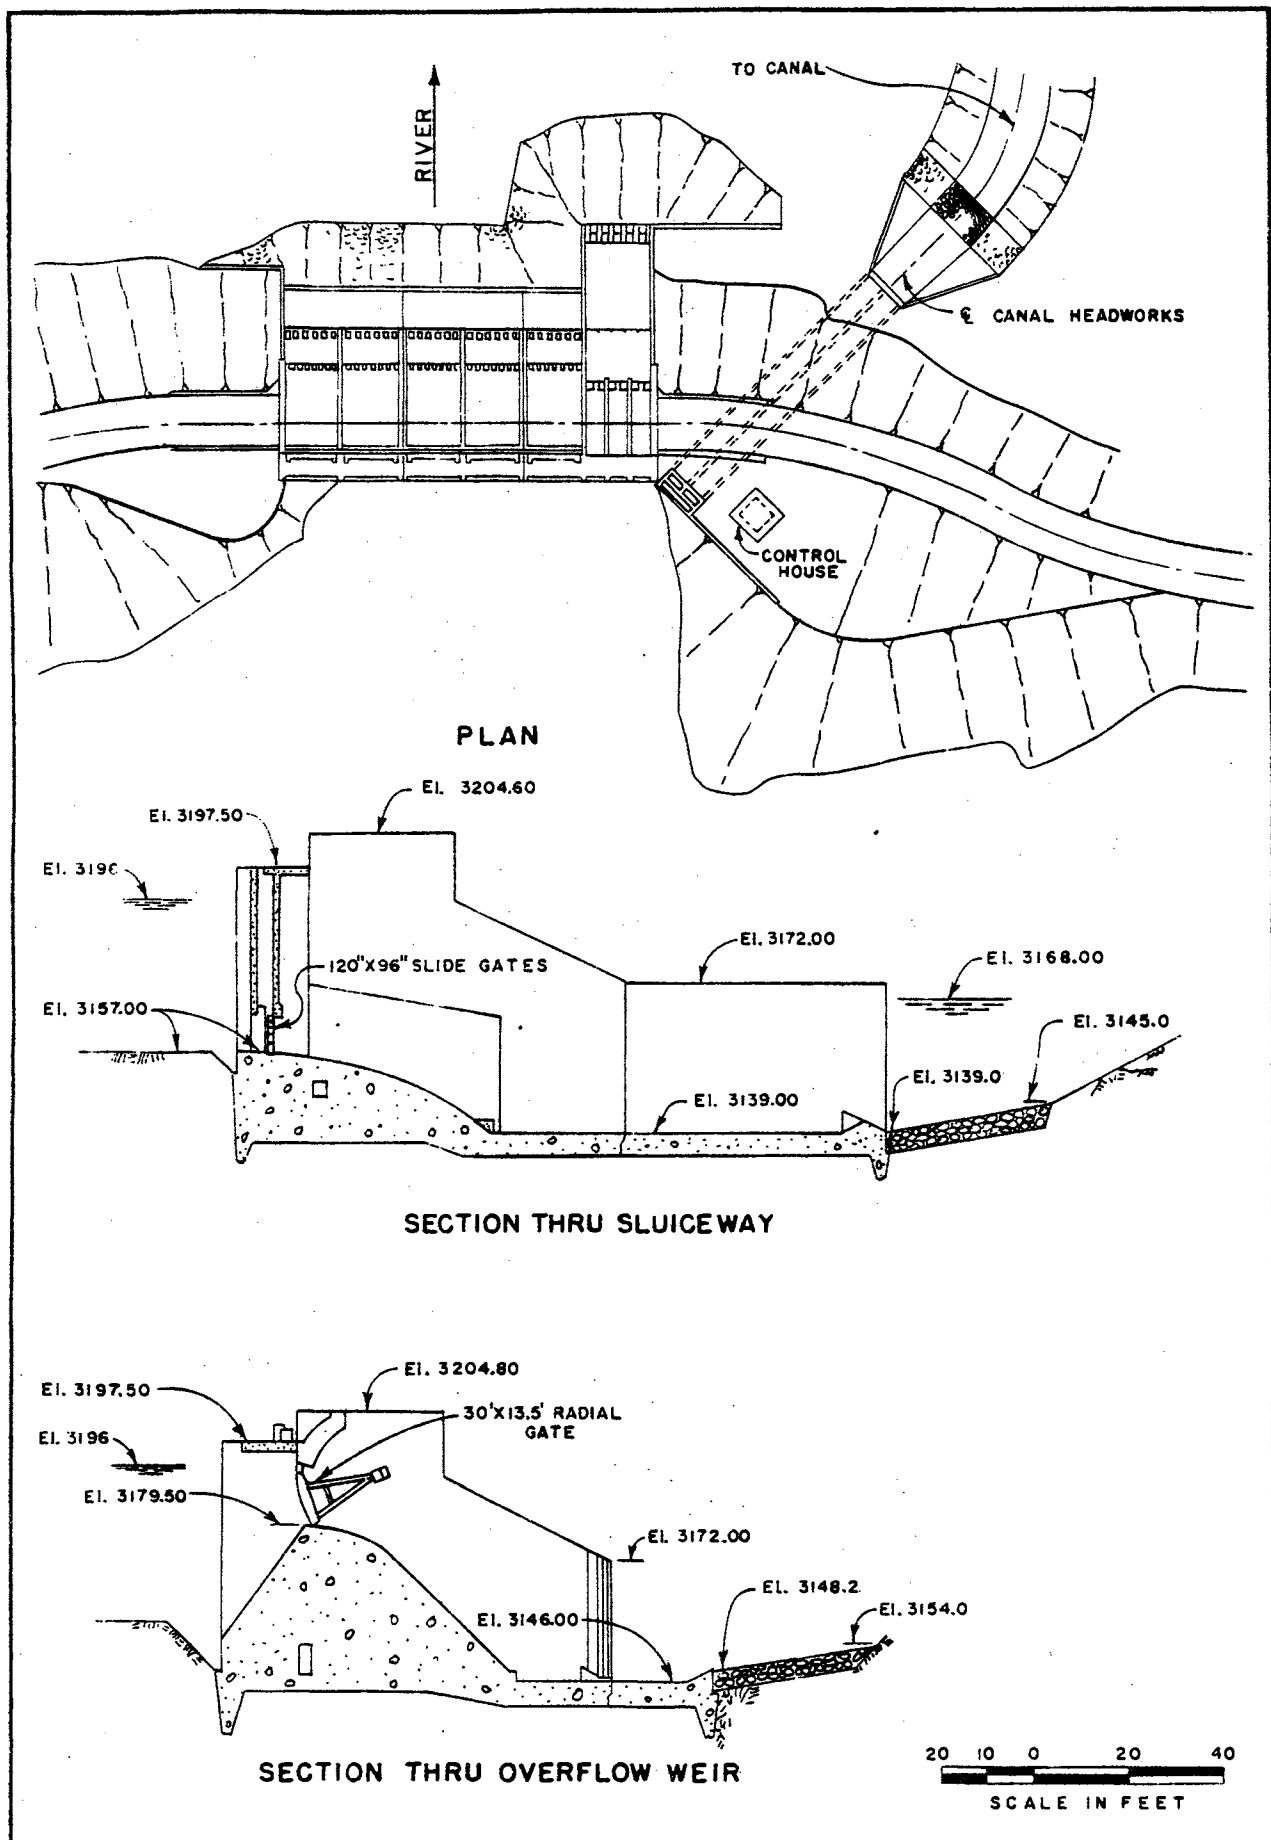 TO CANAL
RIVER
℄ CANAL HEADWORKS
CONTROL
HOUSE
PLAN
El. 3204.60
El. 3197.50
El. 3196
120"X96" SLIDE GATES
El. 3172.00
El. 3168.00
El. 3157.00
El. 3145.0
El. 3139.0
El. 3139.00
SECTION THRU SLUICEWAY
El. 3204.80
El. 3197.50
30'X13.5' RADIAL
GATE
El. 3196
El. 3179.50
El. 3172.00
El. 3148.2
El. 3154.0
El. 3146.00
SECTION THRU OVERFLOW WEIR
20 10 0 20 40
SCALE IN FEET